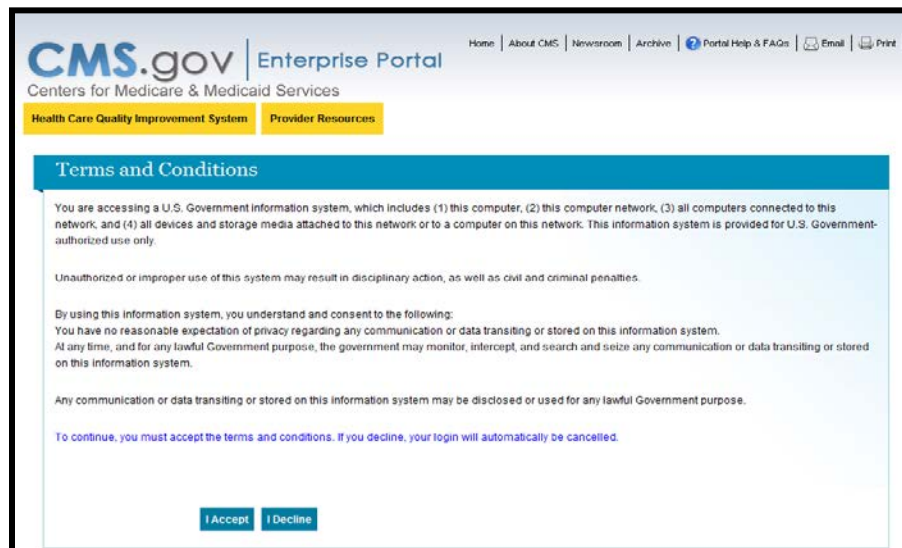 Home | About CMS | Newsroom | Archive | Portal Help & FAQs | Email | Print
CMS.gov | Enterprise Portal
Centers for Medicare & Medicaid Services
Health Care Quality Improvement System Provider Resources
Terms and Conditions
You are accessing a U.S. Government information system, which includes (1) this computer, (2) this computer network, (3) all computers connected to this
network, and (4) all devices and storage media attached to this network or to a computer on this network. This information system is provided for U.S. Government-
authorized use only.
Unauthorized or improper use of this system may result in disciplinary action, as well as civil and criminal penalties.
By using this information system, you understand and consent to the following:
You have no reasonable expectation of privacy regarding any communication or data transiting or stored on this information system.
At any time, and for any lawful Government purpose, the government may monitor, intercept, and search and seize any communication or data transiting or stored
on this information system.
Any communication or data transiting or stored on this information system may be disclosed or used for any lawful Government purpose.
To continue, you must accept the terms and conditions. If you decline, your login will automatically be cancelled.
I Accept I Decline